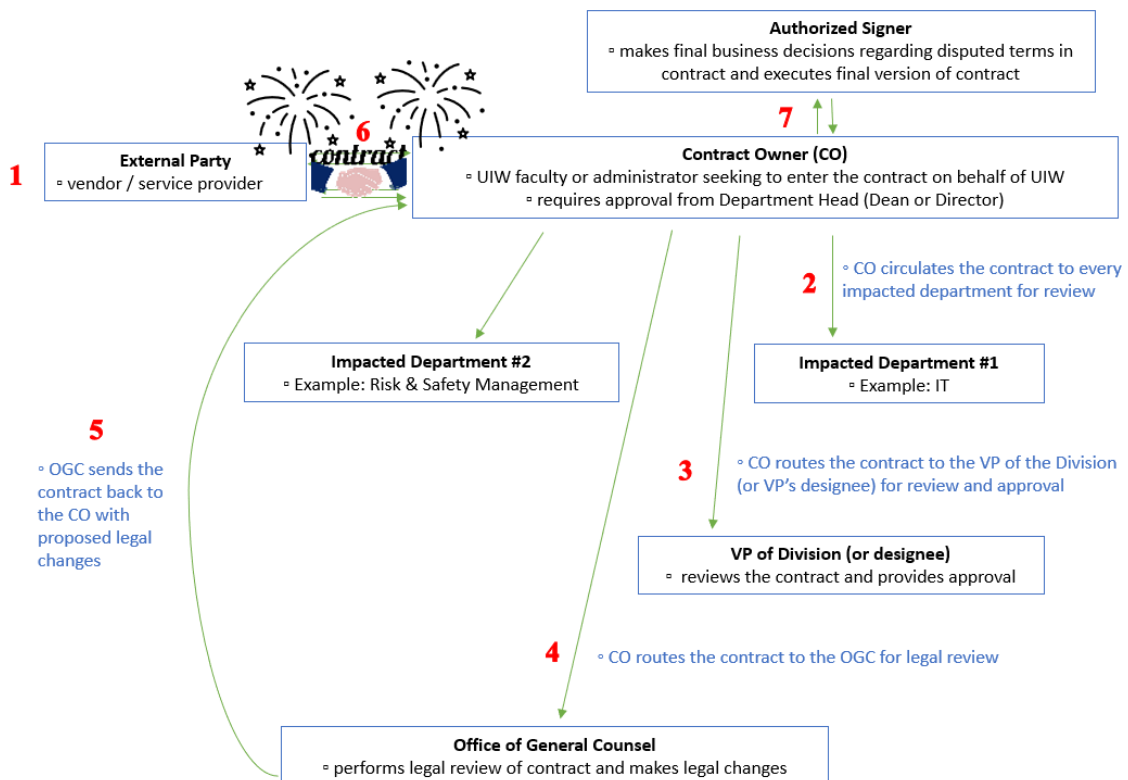 Authorized Signer
▫ makes final business decisions regarding disputed terms in
contract and executes final version of contract
7
6
contract
1
External Party
▫ vendor / service provider
Contract Owner (CO)
▫ UIW faculty or administrator seeking to enter the contract on behalf of UIW
▫ requires approval from Department Head (Dean or Director)
2
◦ CO circulates the contract to every
impacted department for review
Impacted Department #2
▫ Example: Risk & Safety Management
Impacted Department #1
▫ Example: IT
5
◦ OGC sends the
contract back to
the CO with
proposed legal
changes
3
◦ CO routes the contract to the VP of the Division
(or VP’s designee) for review and approval
VP of Division (or designee)
▫ reviews the contract and provides approval
4
◦ CO routes the contract to the OGC for legal review
Office of General Counsel
▫ performs legal review of contract and makes legal changes